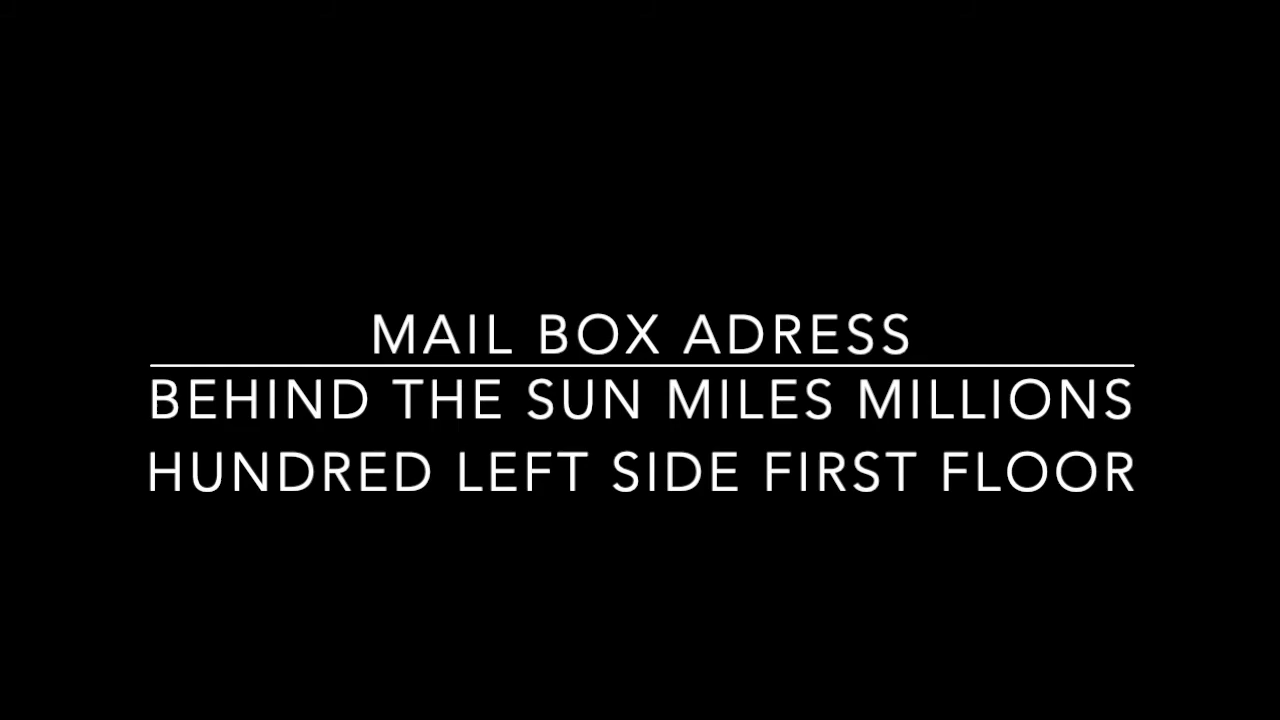 MAIL BOX ADRESS
BEHIND THE SUN MILES MILLIONS
HUNDRED LEFT SIDE FIRST FLOOR